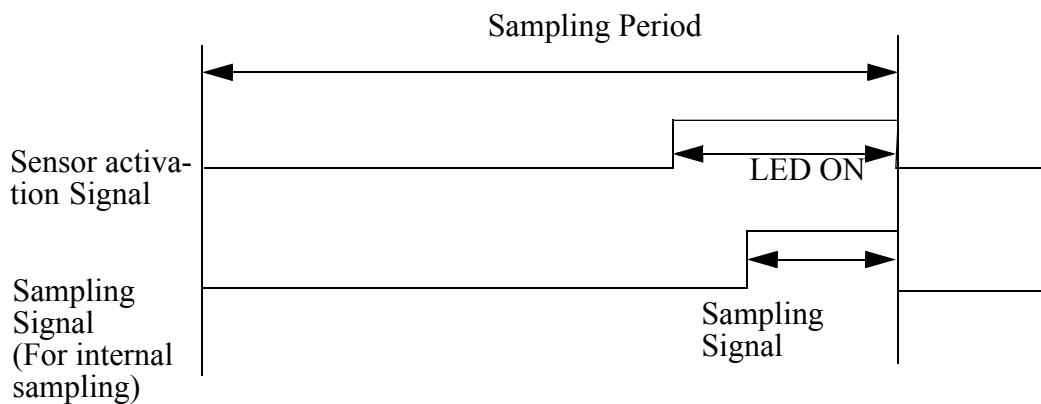 Sampling Period
Sensor activa-
tion Signal
LED ON
Sampling
Signal
(For internal
sampling)
Sampling
Signal